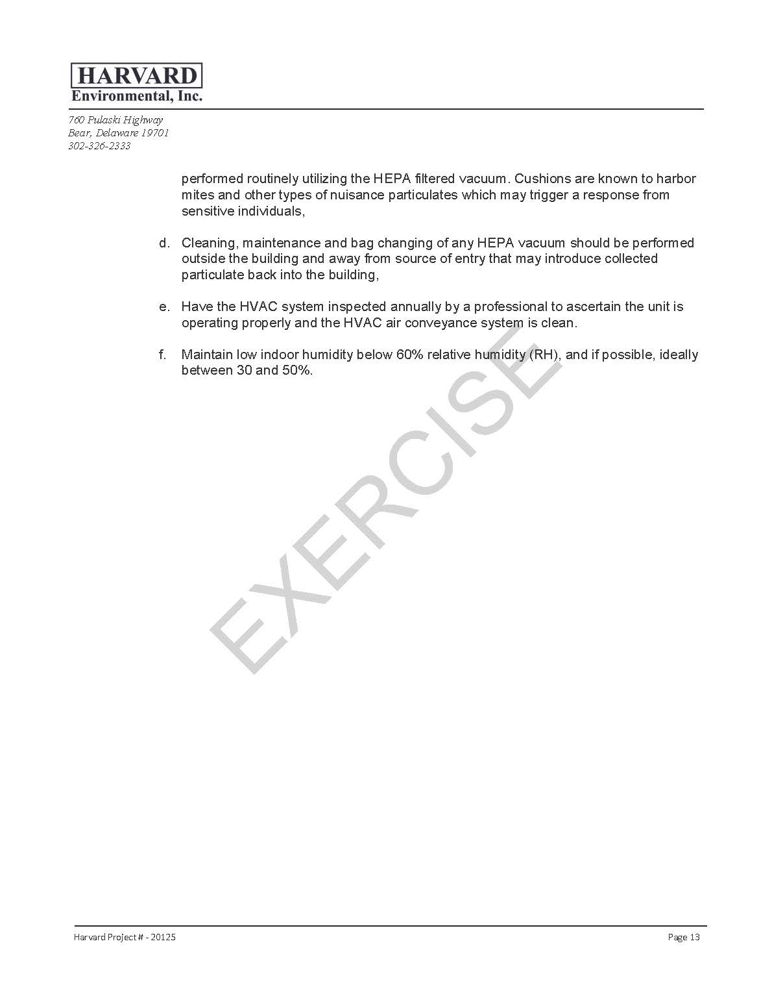 HARVARD
Environmental, Inc.
760 Pulaski Highway
Bear, Delaware 19701
302-326-2333
performed routinely utilizing the HEPA filtered vacuum. Cushions are known to harbor
mites and other types of nuisance particulates which may trigger a response from
sensitive individuals,
d. Cleaning, maintenance and bag changing of any HEPA vacuum should be performed
outside the building and away from source of entry that may introduce collected
particulate back into the building,
e. Have the HVAC system inspected annually by a professional to ascertain the unit is
operating properly and the HVAC air conveyance system is clean.
f. Maintain low indoor humidity below 60% relative humidity (RH), and if possible, ideally
between 30 and 50%.
EXERCISE
Harvard Project # - 20125 Page 13